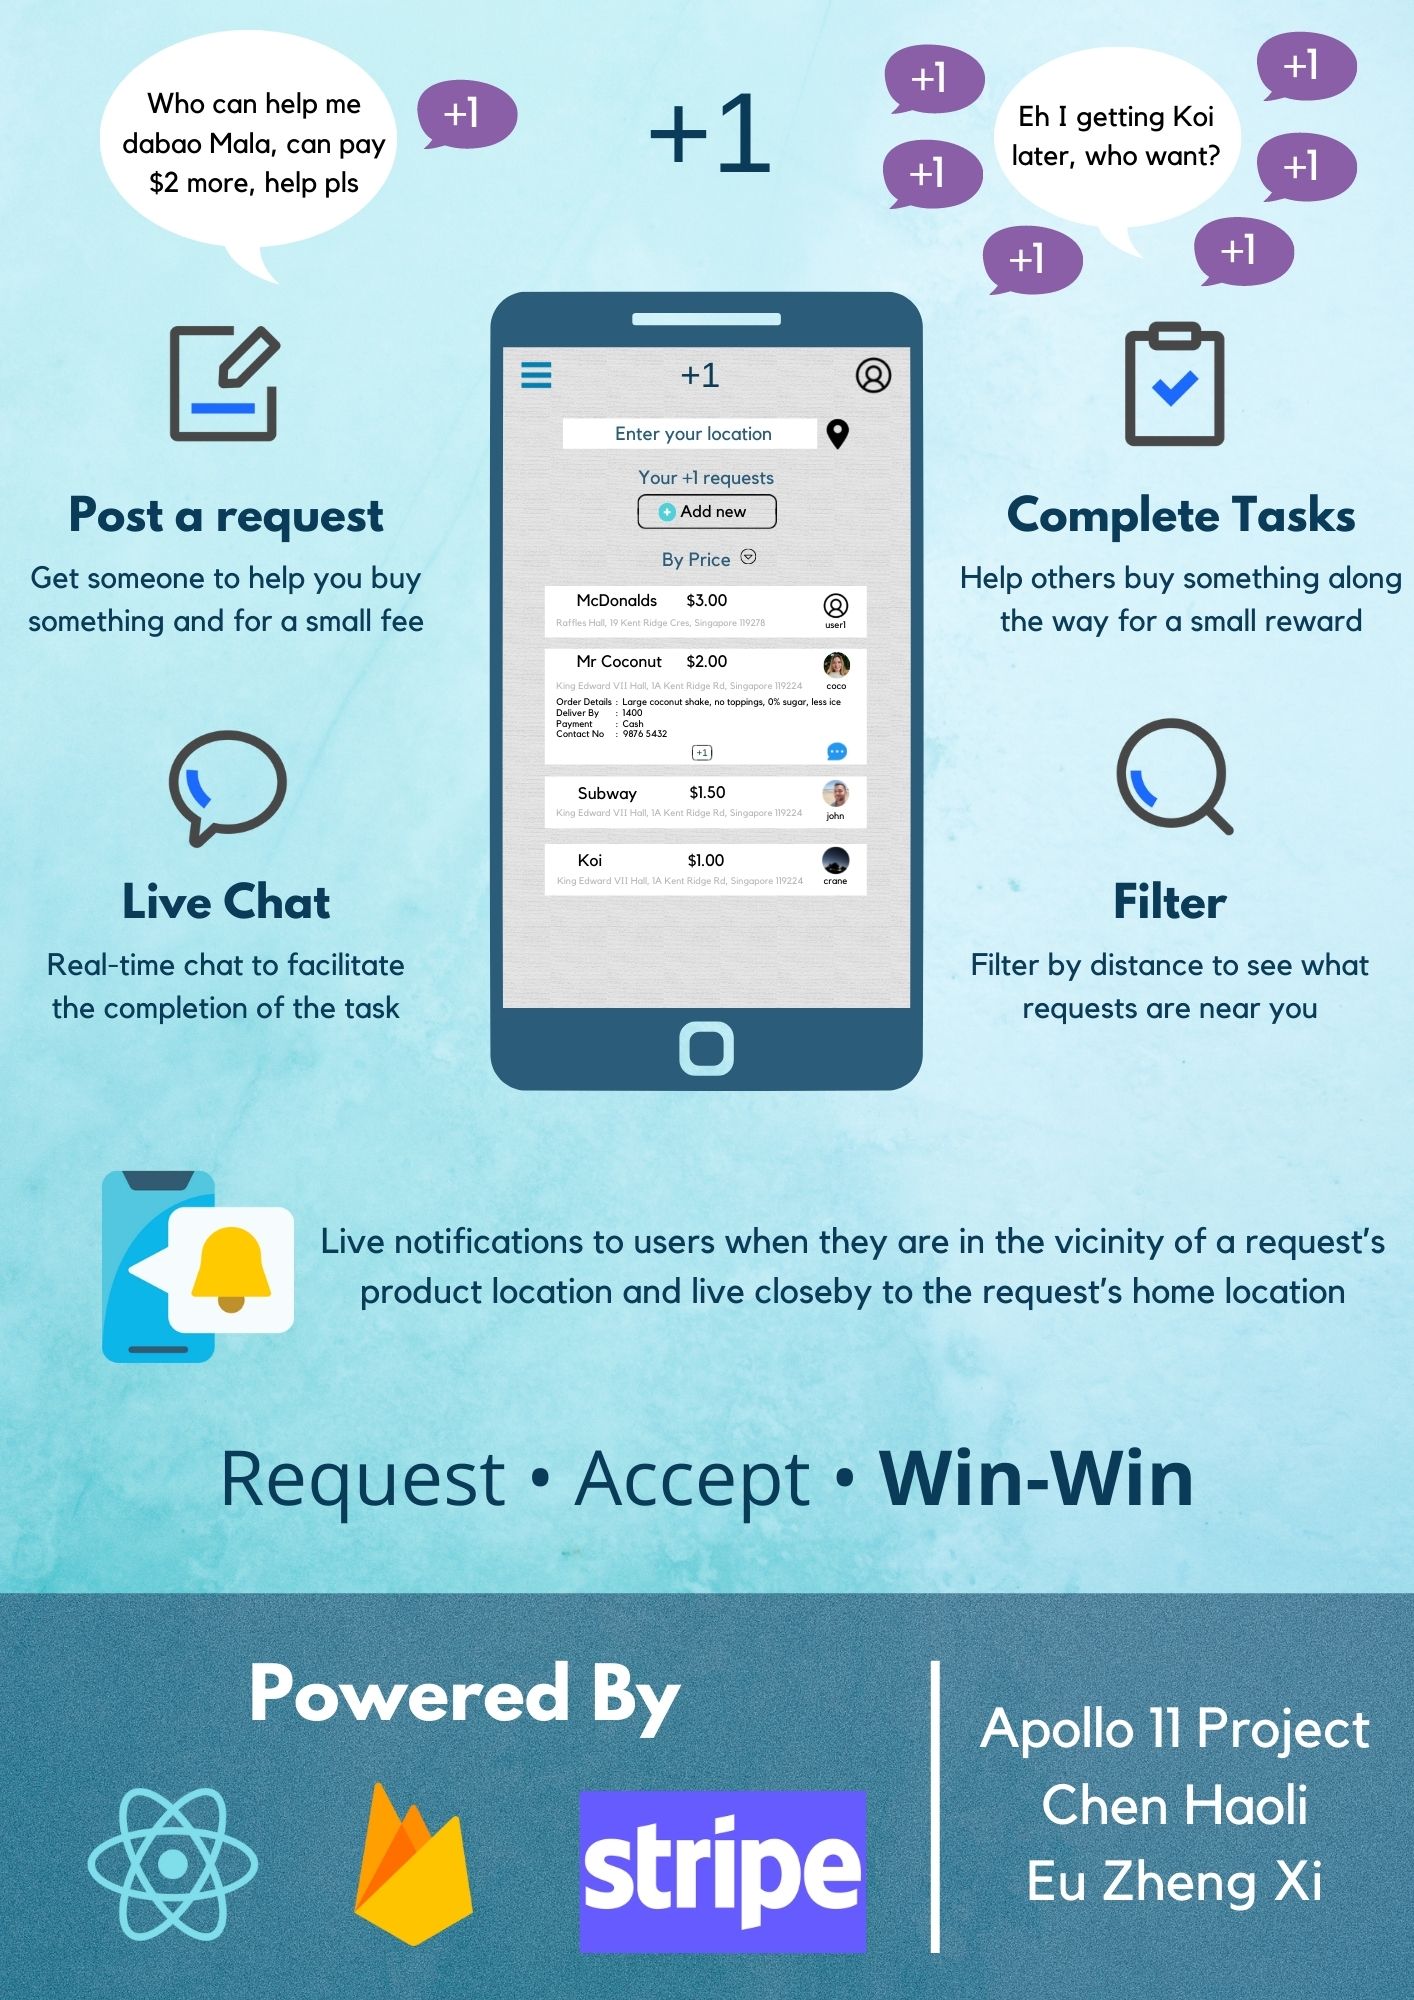 Who can help me
dabao Mala, can pay
$2 more, help pls
+1
+1
+1
+1
Eh I getting Koi
later, who want?
+1
+1
+1
+1
Post a request
Get someone to help you buy
something and for a small fee
Live Chat
Real-time chat to facilitate
the completion of the task
+1
Enter your location
Your +1 requests
Add new
By Price
McDonalds $3.00
Raffles Hall, 19 Kent Ridge Cres, Singapore 119278
user1
Mr Coconut $2.00
King Edward VII Hall, 1A Kent Ridge Rd, Singapore 119224
coco
Order Details : Large coconut shake, no toppings, 0% sugar, less ice
Deliver By : 1400
Payment : Cash
Contact No : 9876 5432
+1
Subway $1.50
King Edward VII Hall, 1A Kent Ridge Rd, Singapore 119224
john
Koi $1.00
King Edward VII Hall, 1A Kent Ridge Rd, Singapore 119224
crane
Complete Tasks
Help others buy something along
the way for a small reward
Filter
Filter by distance to see what
requests are near you
Live notifications to users when they are in the vicinity of a request's
product location and live closeby to the request's home location
Request • Accept • Win-Win
Powered By
stripe
Apollo 11 Project
Chen Haoli
Eu Zheng Xi